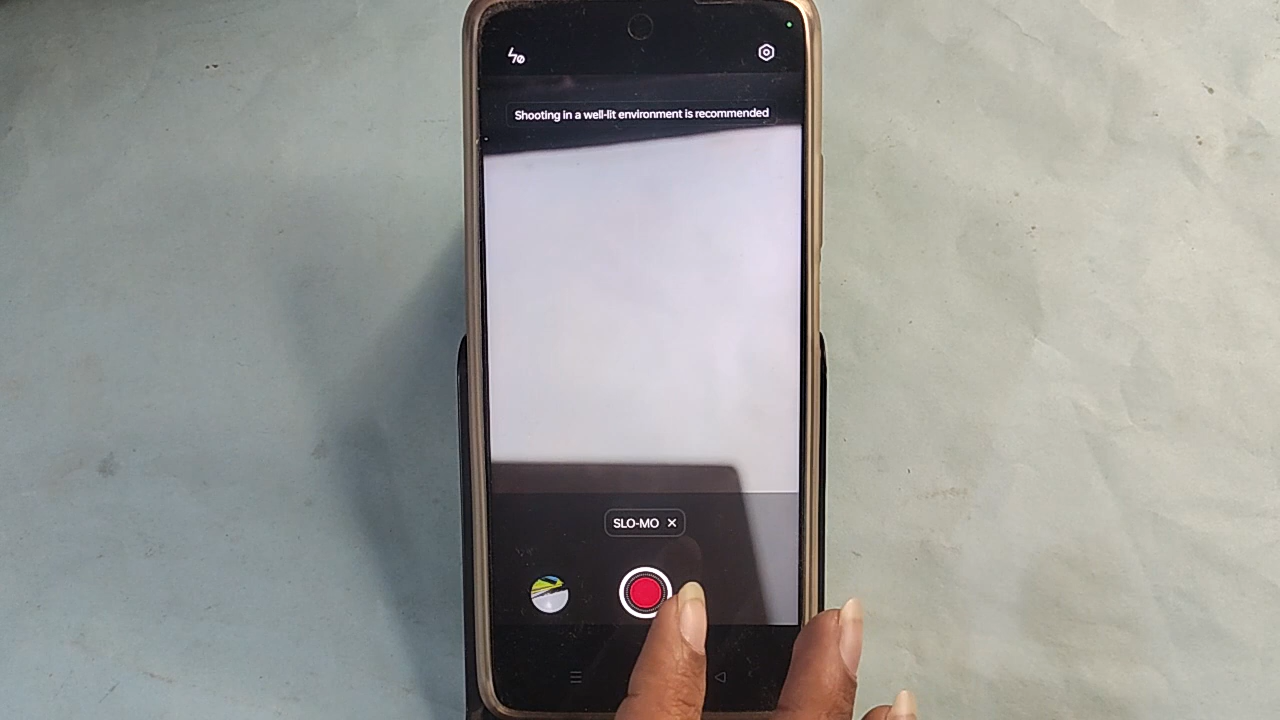 Shooting in a well-lit environment is recommended
SLO-MO ×